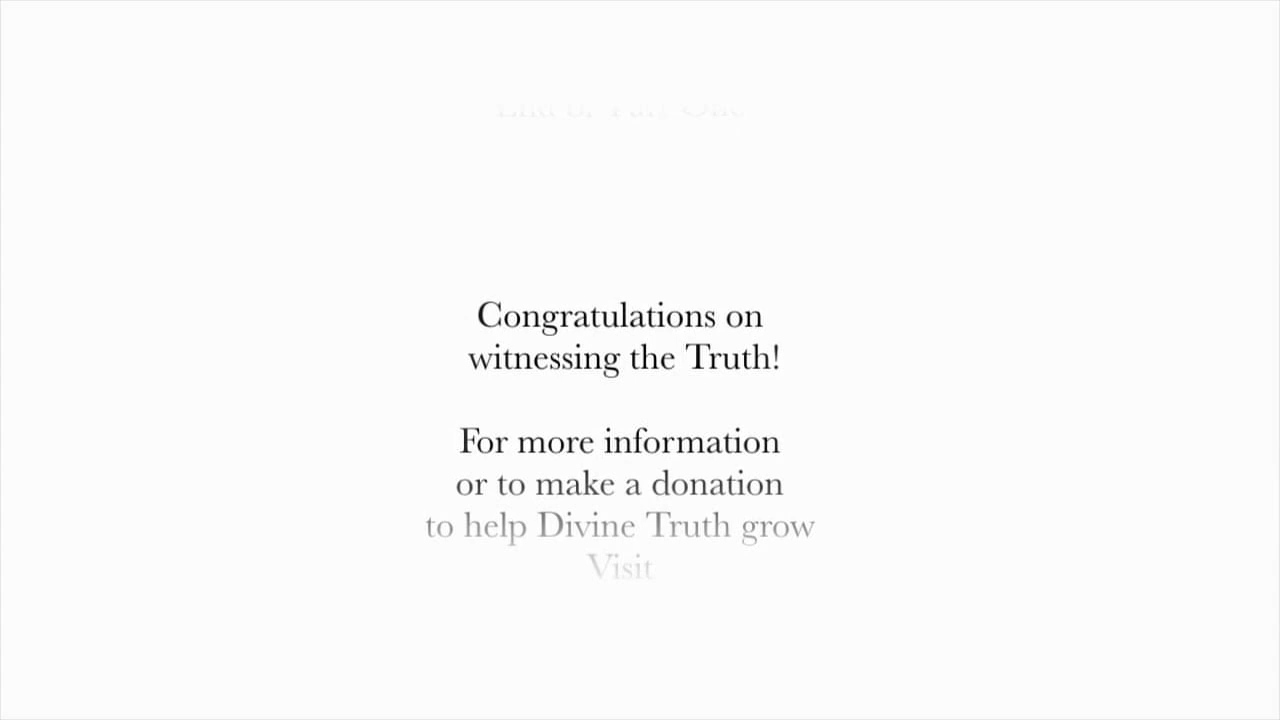 Congratulations on
witnessing the Truth!
For more information
or to make a donation
to help Divine Truth grow
Visit